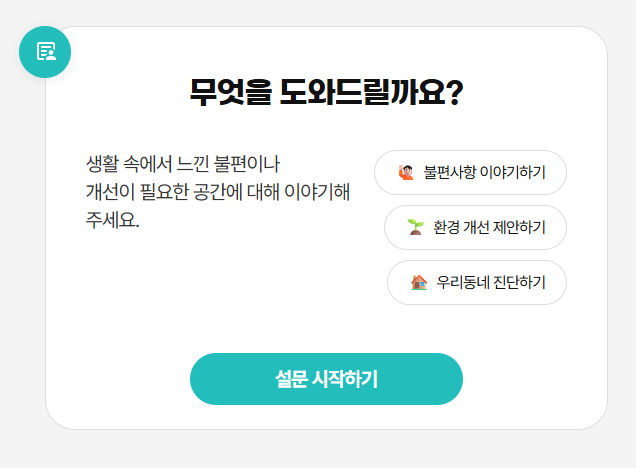 무엇을 도와드릴까요?
생활 속에서 느낀 불편이나
개선이 필요한 공간에 대해 이야기해
주세요.
불편사항 이야기하기
환경 개선 제안하기
우리동네 진단하기
설문 시작하기